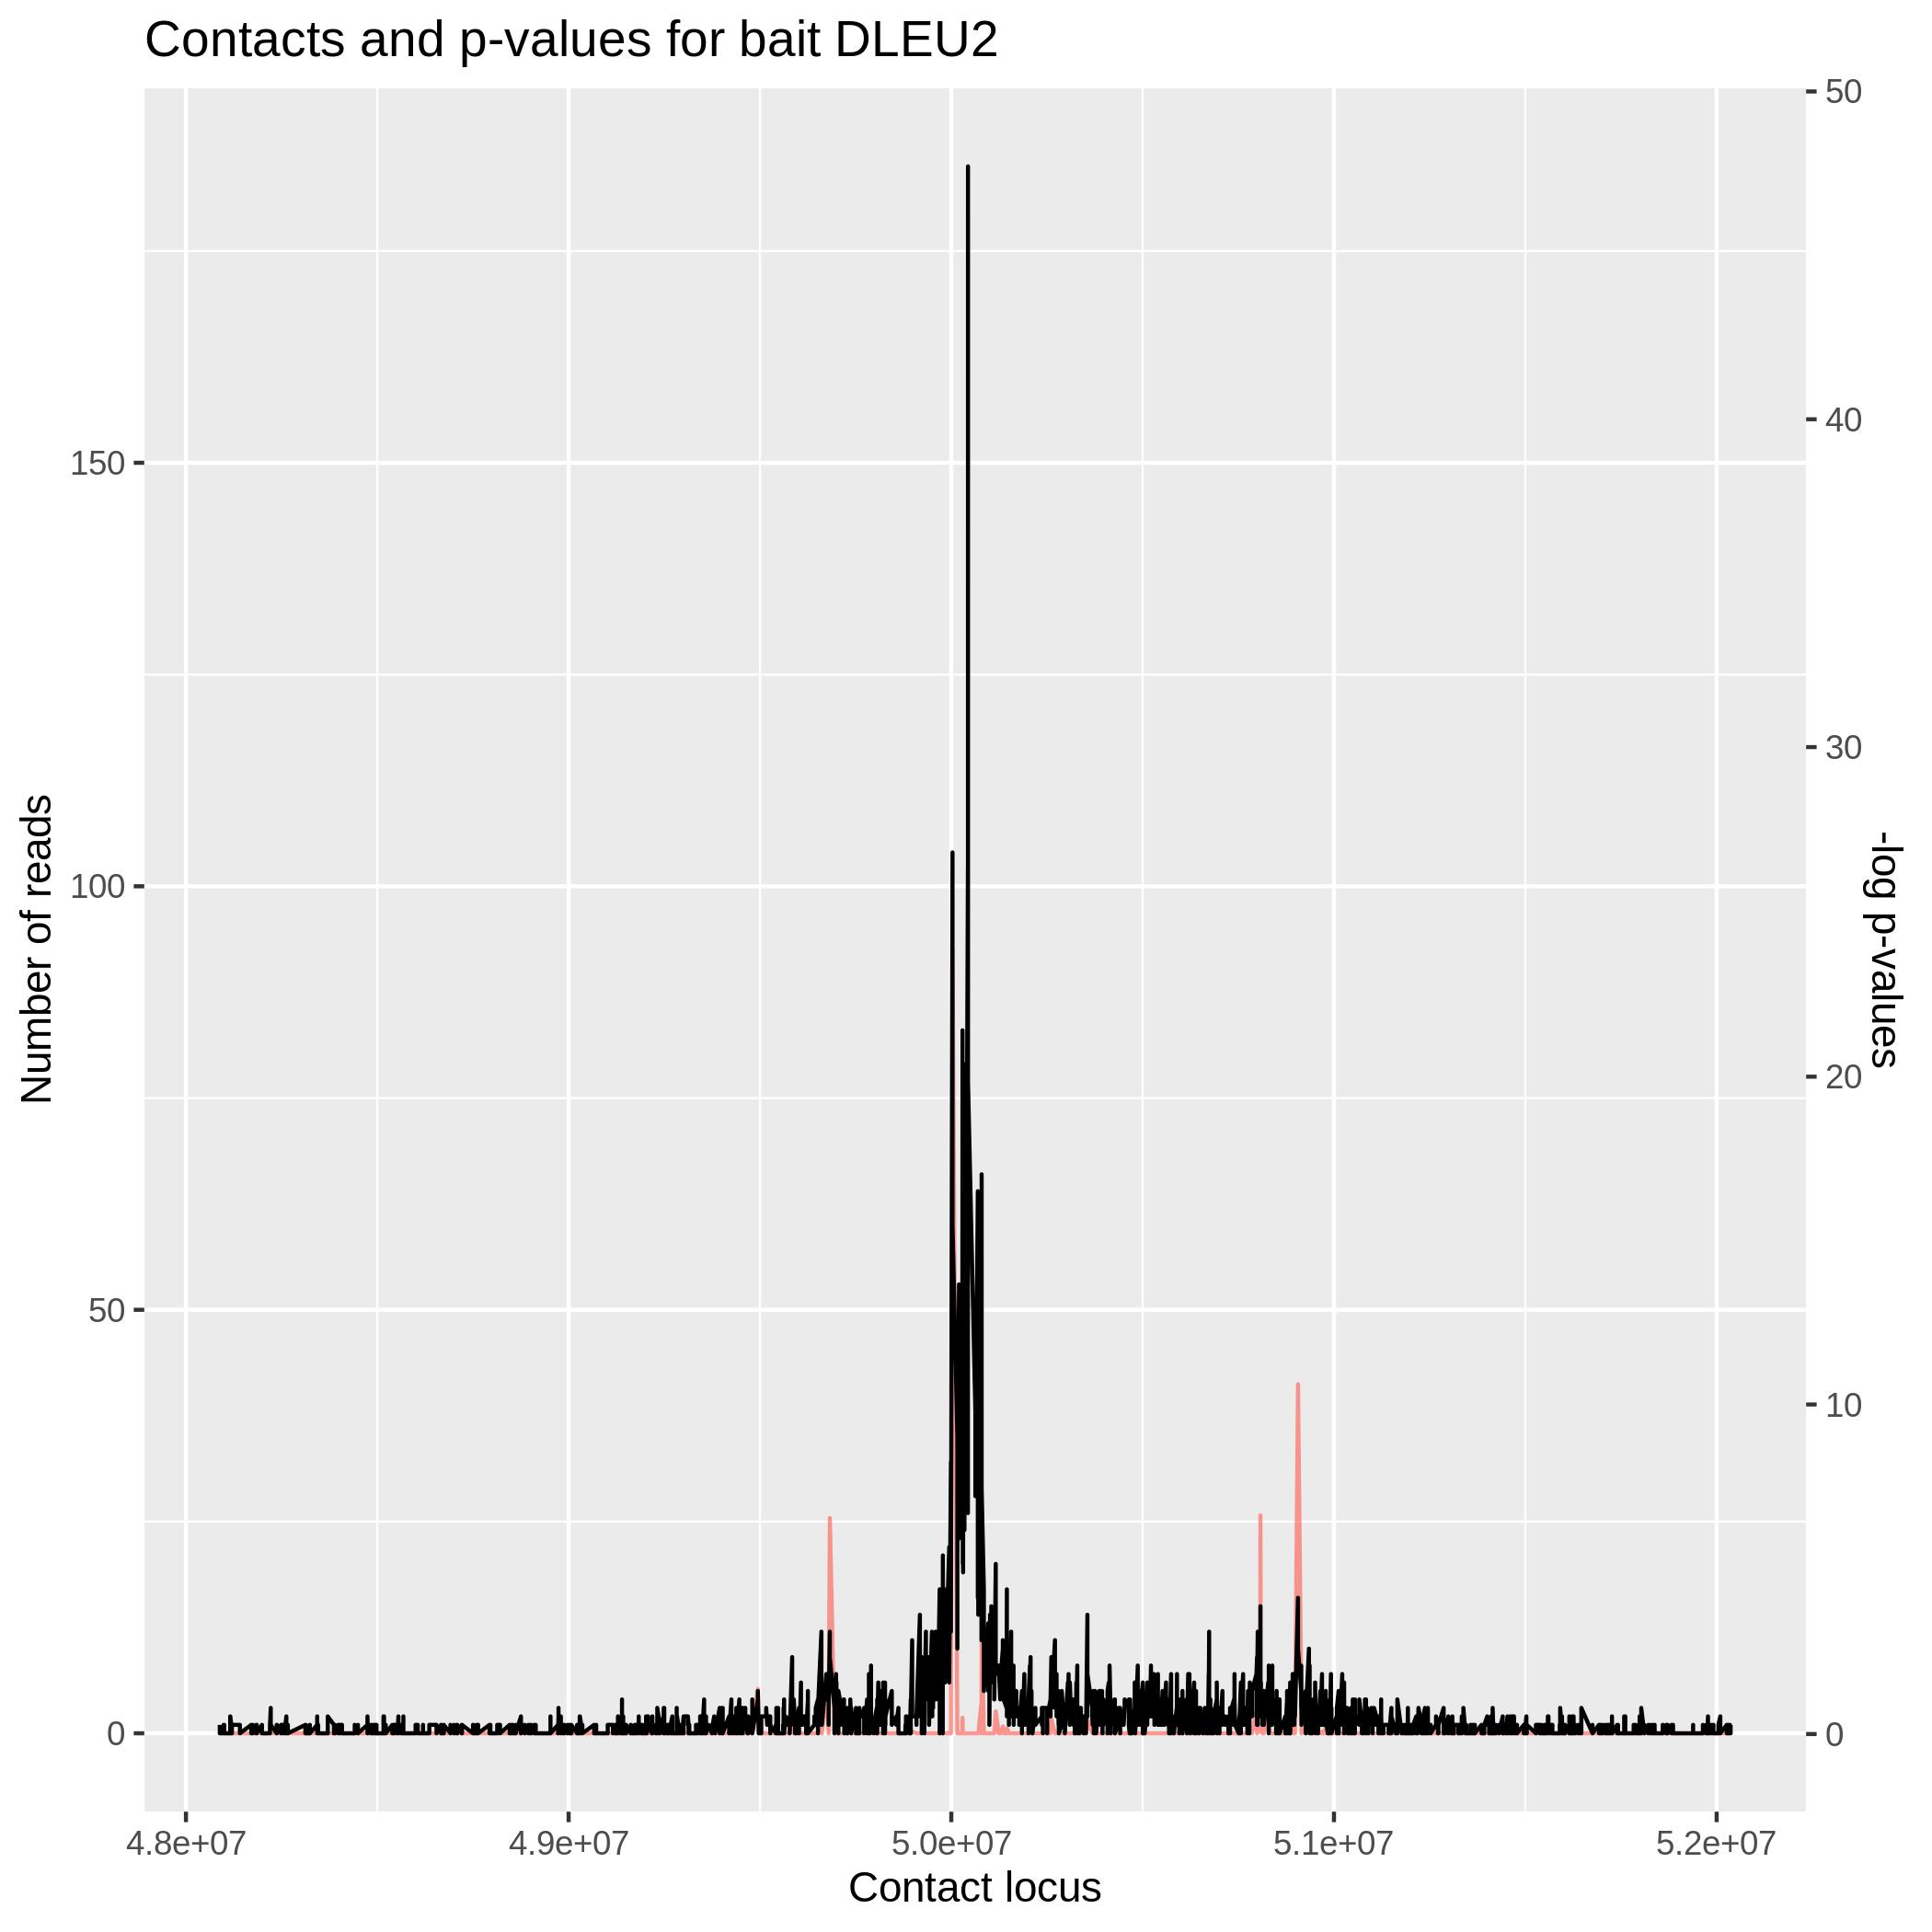 Contacts and p-values for bait DLEU2
50
40
150
30
Number of reads
-log p-values
100
20
50
10
0
0
4.8e+07
4.9e+07
5.0e+07
5.1e+07
5.2e+07
Contact locus